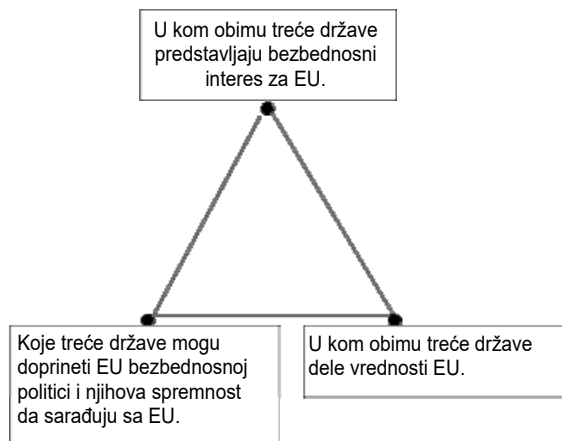 U kom obimu treće države
predstavljaju bezbednosni
interes za EU.
Koje treće države mogu
doprineti EU bezbednosnoj
politici i njihova spremnost
da sarađuju sa EU.
U kom obimu treće države
dele vrednosti EU.